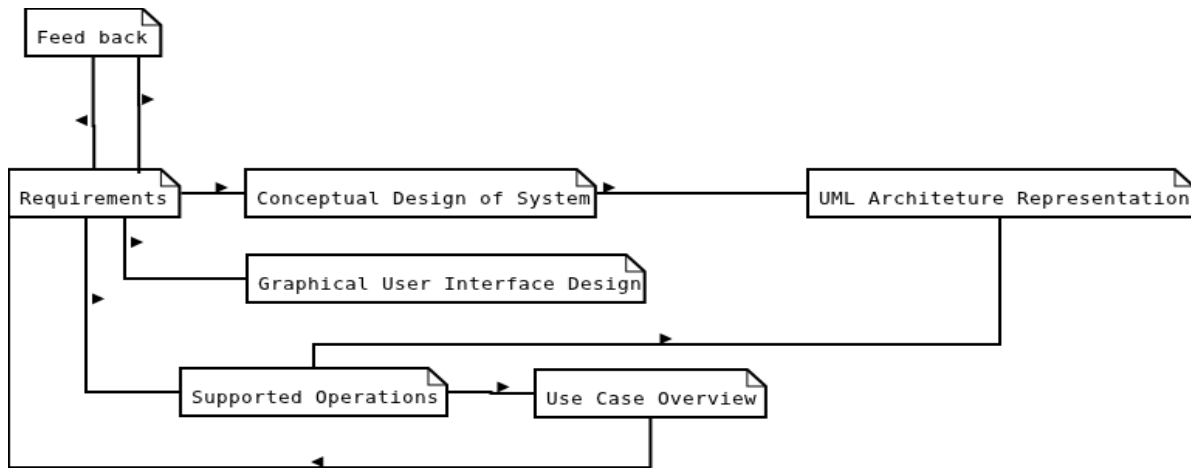 Feed back
Requirements
Conceptual Design of System
UML Architeture Representation
Graphical User Interface Design
Supported Operations
Use Case Overview